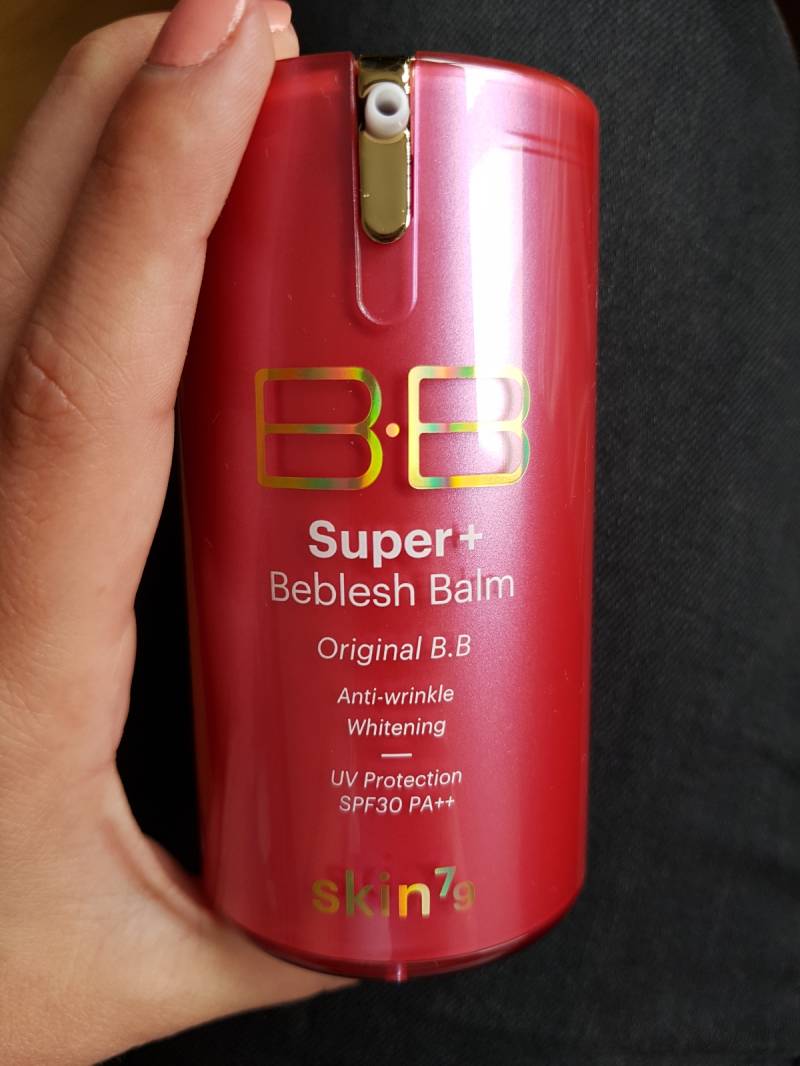 B·B
Super+
Beblesh Balm
Original B.B
Anti-wrinkle
Whitening
UV Protection
SPF30 PA++
skin79